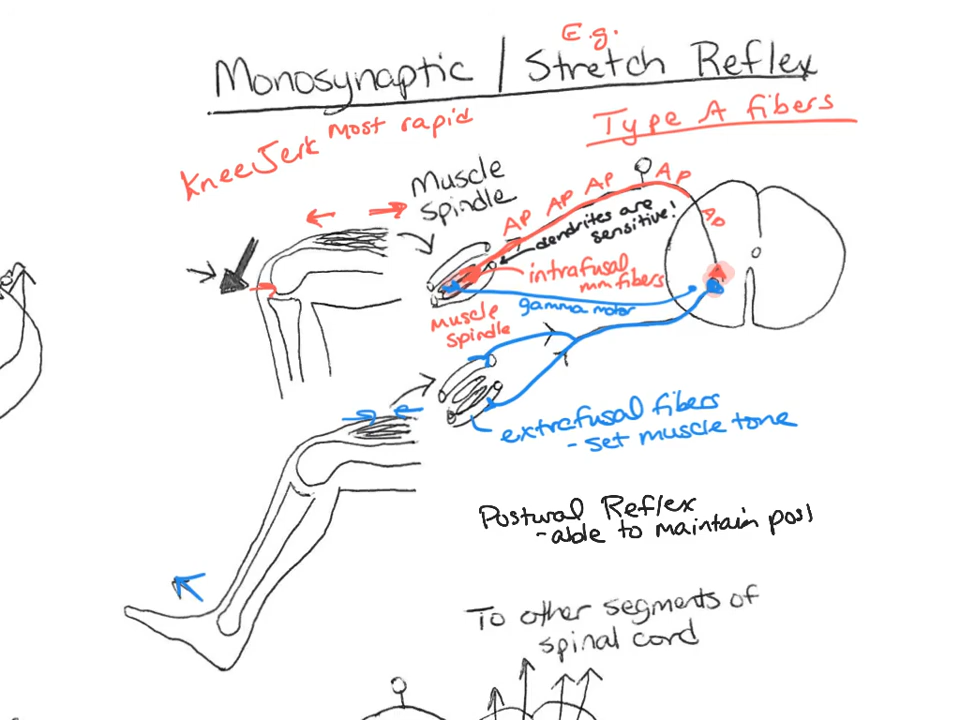 E.g.
Monosynaptic / Stretch Reflex
Type A fibers
Knee Jerk
Most rapid
Muscle
spindle
AP AP AP AP AP
dendrites are
sensitive!
intrafusal
mm fibers
gamma motor
muscle
spindle
extrafusal fibers
- set muscle tone
Postural Reflex
- able to maintain pos
To other segments of
spinal cord